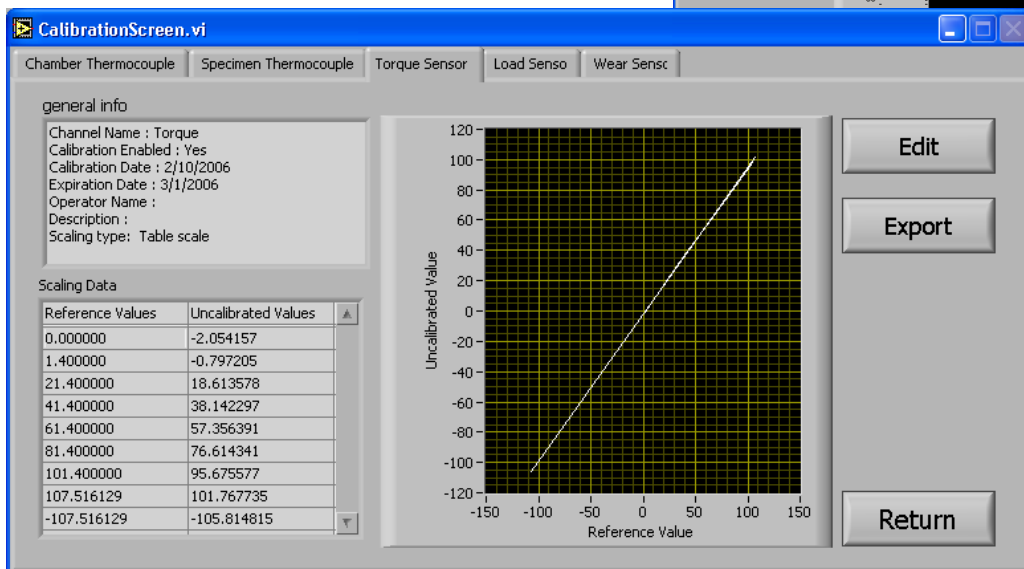 CalibrationScreen.vi
Chamber Thermocouple Specimen Thermocouple Torque Sensor Load Senso Wear Sensc
general info
Channel Name : Torque
Calibration Enabled : Yes
Calibration Date : 2/10/2006
Expiration Date : 3/1/2006
Operator Name :
Description :
Scaling type: Table scale
Scaling Data
Reference Values Uncalibrated Values
0.000000 -2.054157
1.400000 -0.797205
21.400000 18.613578
41.400000 38.142297
61.400000 57.356391
81.400000 76.614341
101.400000 95.675577
107.516129 101.767735
-107.516129 -105.814815
Uncalibrated Value
120
100
80
60
40
20
0
-20
-40
-60
-80
-100
-120
-150 -100 -50 0 50 100 150
Reference Value
Edit
Export
Return